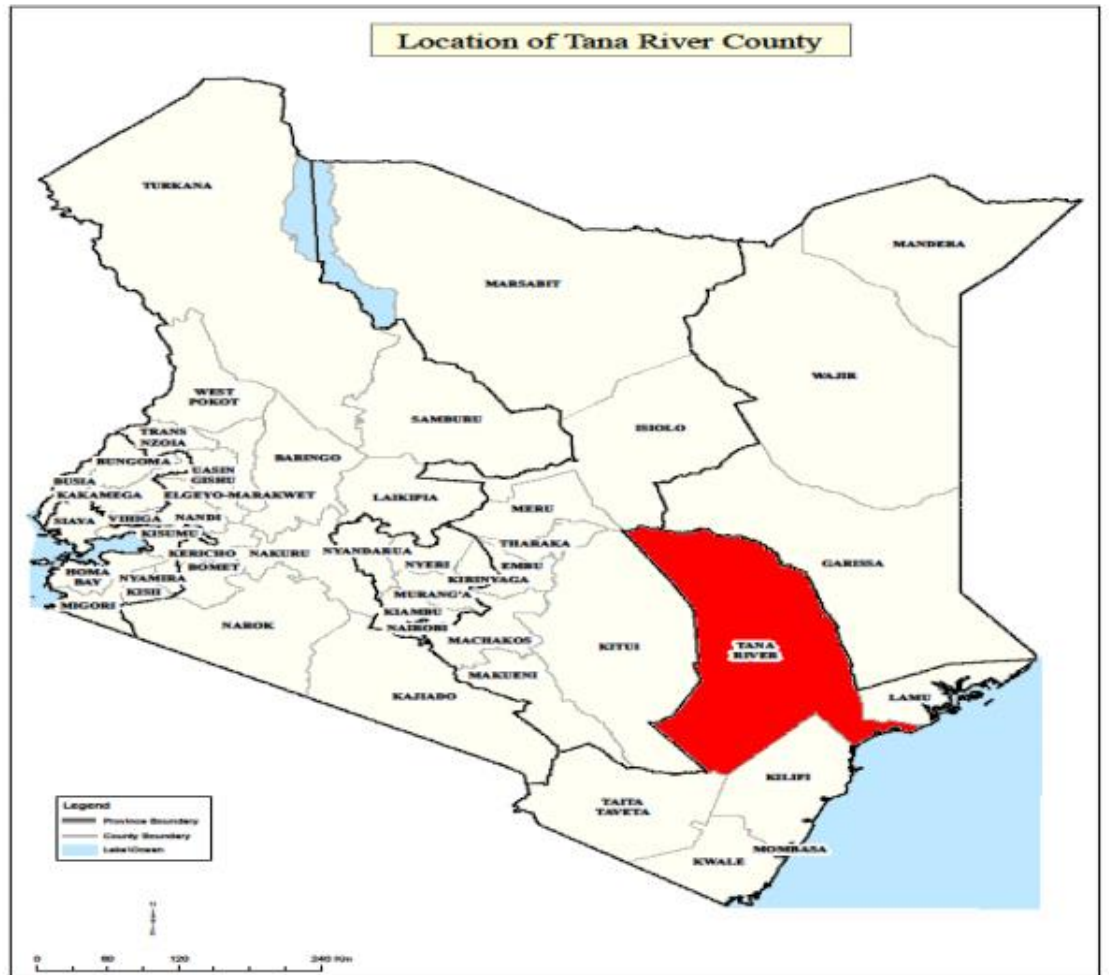 Location of Tana River County
TURKANA
MANDERA
MARSABIT
WAJIR
WEST
POKOT
SAMBURU
ISIOLO
TRANS
NZOIA
BUNGOMA
UASIN
GISHU
BARINGO
BUSIA
KAKAMEGA
ELGEYO-MARAKWET
LAIKIPIA
MERU
SIAYA
VIHIGA
NANDI
KISUMU
THARAKA
KERICHO
NAKURU
NYANDARUA
EMBU
GARISSA
BOMET
NYERI
HOMA
BAY
NYAMIRA
KIRINYAGA
KISII
MURANG'A
MIGORI
KIAMBU
NAROK
NAIROBI
MACHAKOS
KITUI
TANA
RIVER
MAKUENI
KAJIADO
LAMU
KILIFI
TAITA
TAVETA
MOMBASA
KWALE
Legend
Province Boundary
County Boundary
Lake\Ocean
0 60 120 240 Km